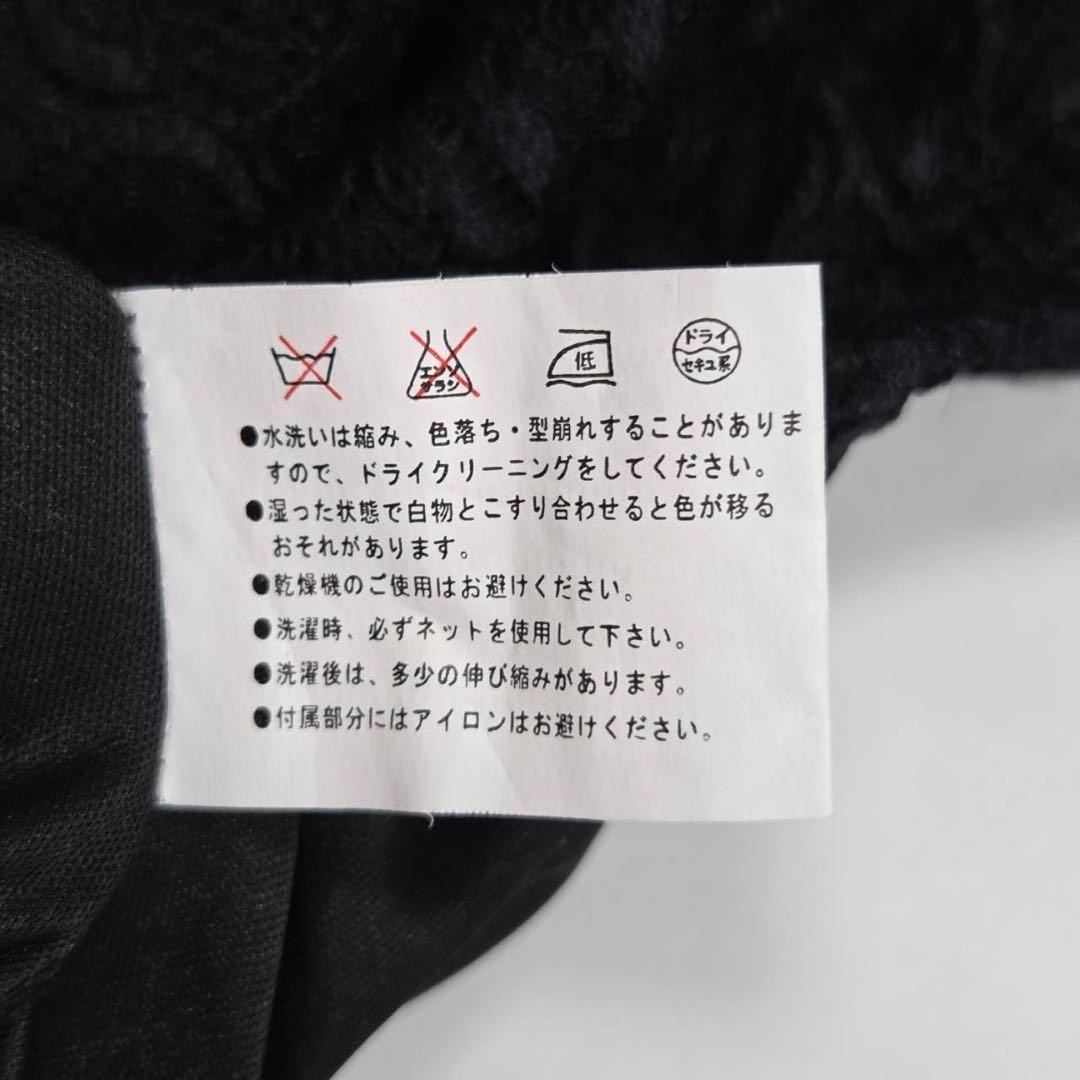 エンソ
サラシ
低
ドライ
セキユ系
●水洗いは縮み、色落ち・型崩れすることがありま
すので、ドライクリーニングをしてください。
●湿った状態で白物とこすり合わせると色が移る
おそれがあります。
●乾燥機のご使用はお避けください。
●洗濯時、必ずネットを使用して下さい。
●洗濯後は、多少の伸び縮みがあります。
●付属部分にはアイロンはお避けください。